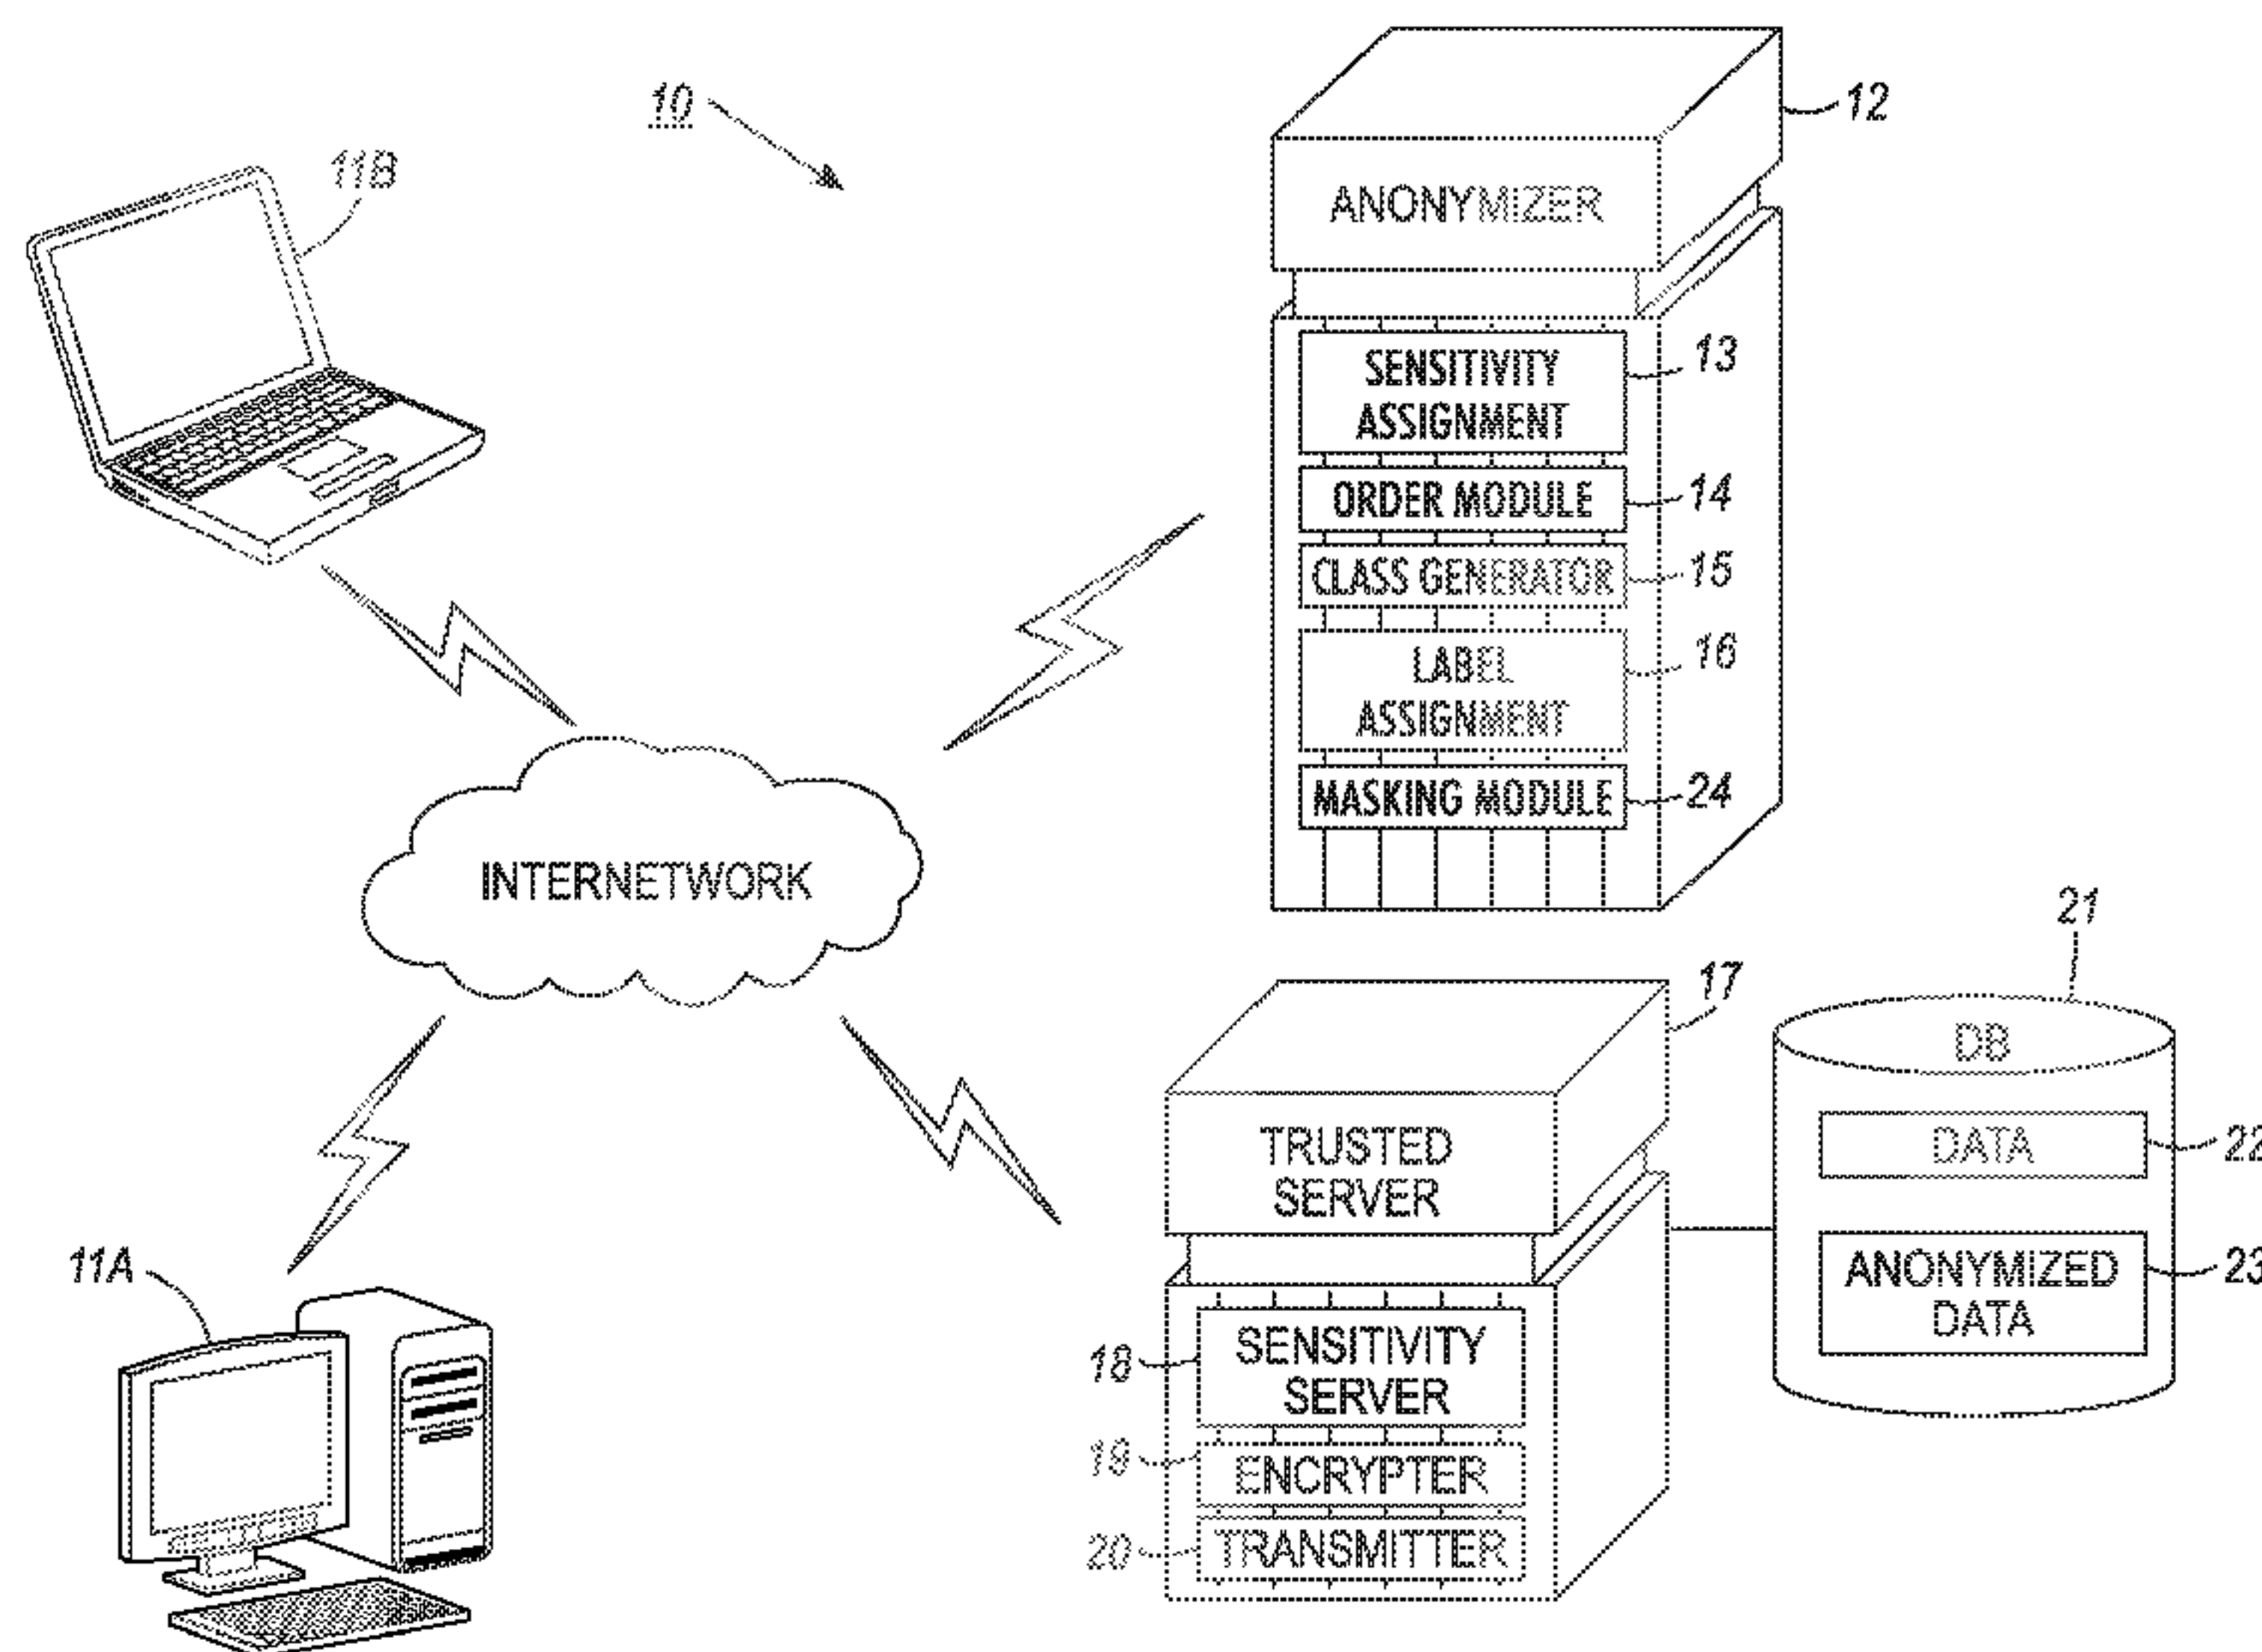 10
12
11B
ANONYMIZER
SENSITIVITY
ASSIGNMENT
13
ORDER MODULE
14
CLASS GENERATOR
15
LABEL
ASSIGNMENT
16
MASKING MODULE
24
INTERNETWORK
17
21
TRUSTED
SERVER
DB
DATA
22
ANONYMIZED
DATA
23
11A
18
SENSITIVITY
SERVER
19
ENCRYPTER
20
TRANSMITTER